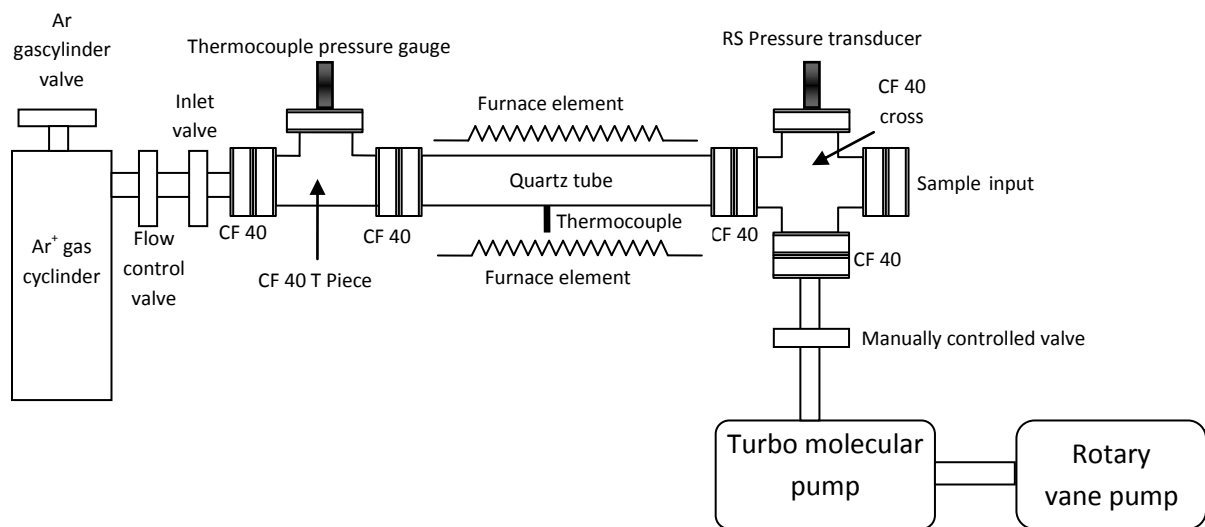 Ar
gascylinder
valve
Thermocouple pressure gauge
RS Pressure transducer
Inlet
valve
Furnace element
CF 40
cross
Quartz tube
Sample input
Ar⁺ gas
cyclinder
Flow
control
valve
CF 40
CF 40
Thermocouple
CF 40
CF 40 T Piece
Furnace element
CF 40
Manually controlled valve
Turbo molecular
pump
Rotary
vane pump